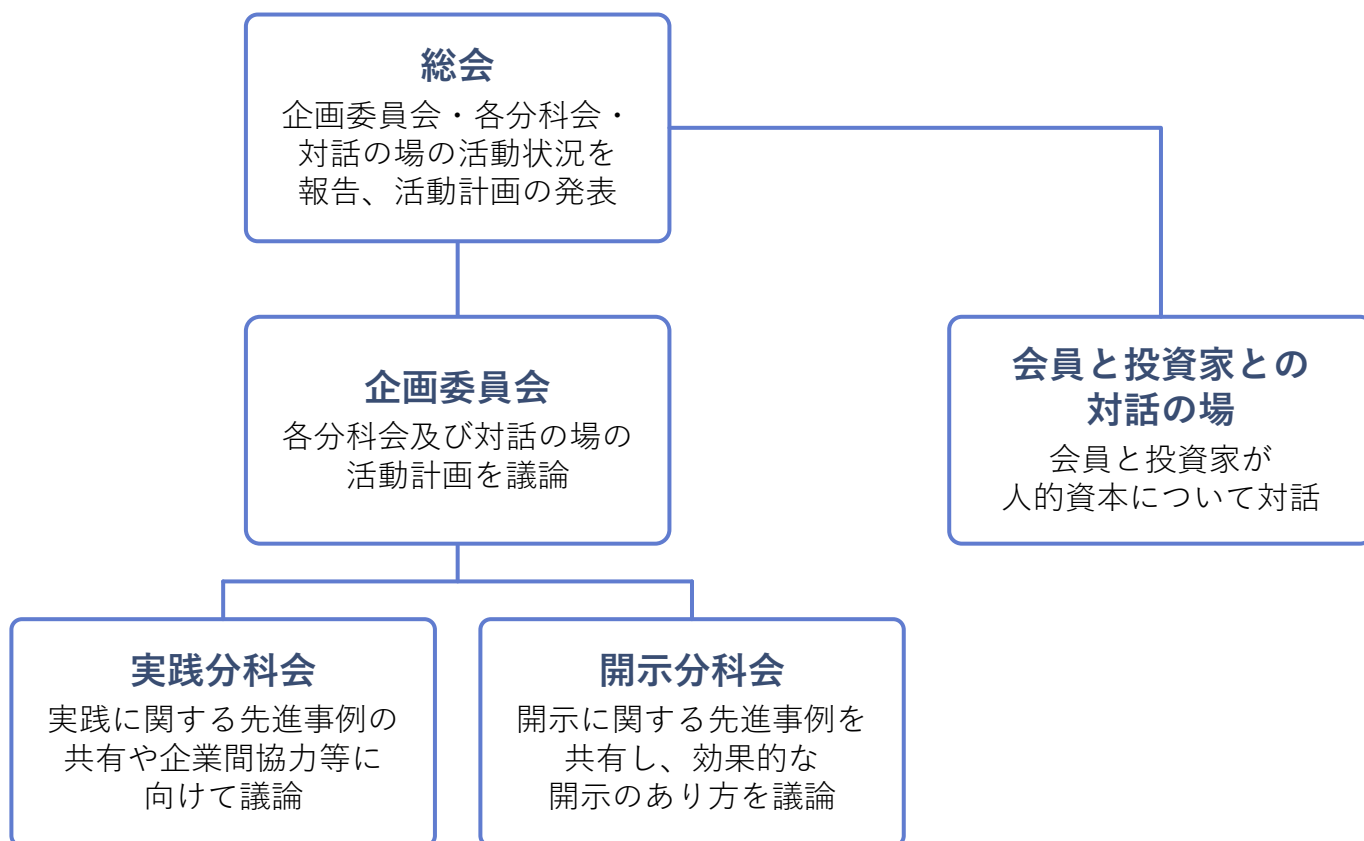 総会
企画委員会・各分科会・
対話の場の活動状況を
報告、活動計画の発表
企画委員会
各分科会及び対話の場の
活動計画を議論
会員と投資家との
対話の場
会員と投資家が
人的資本について対話
実践分科会
実践に関する先進事例の
共有や企業間協力等に
向けて議論
開示分科会
開示に関する先進事例を
共有し、効果的な
開示のあり方を議論